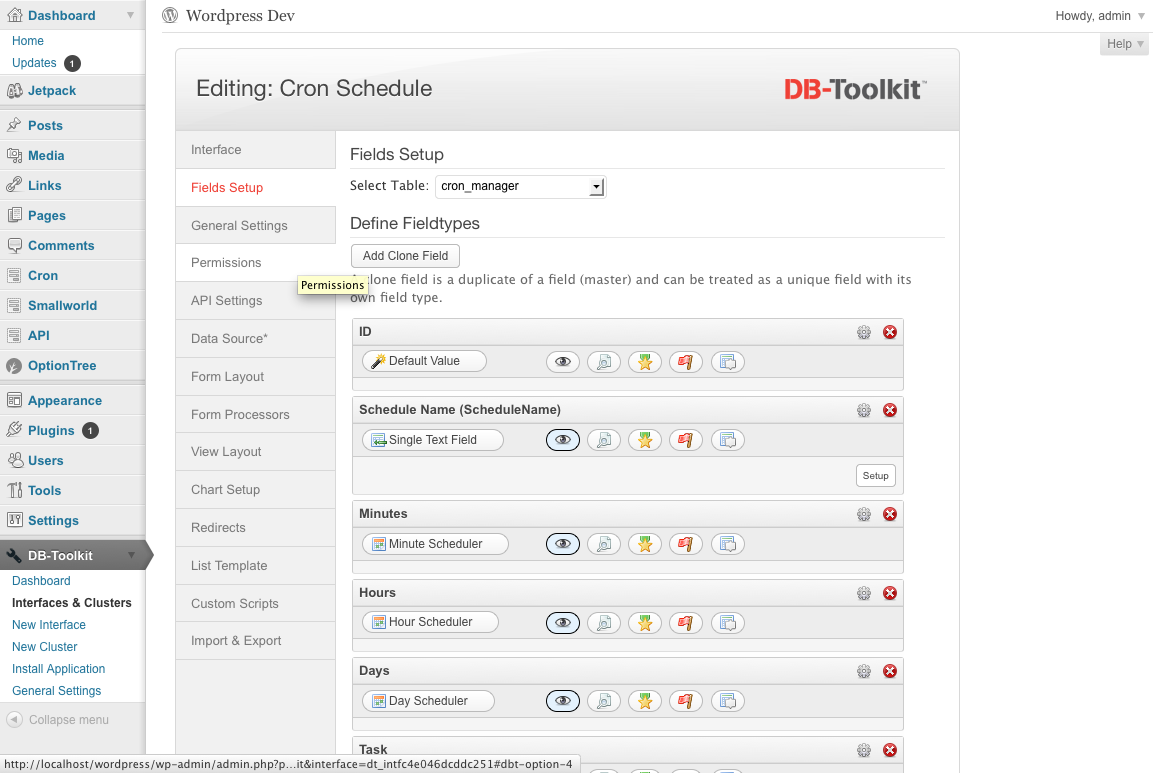 Wordpress Dev
Howdy, admin
Help
Dashboard
Home
Updates 1
Jetpack
Posts
Media
Links
Pages
Comments
Cron
Smallworld
API
OptionTree
Appearance
Plugins 1
Users
Tools
Settings
DB-Toolkit
Dashboard
Interfaces & Clusters
New Interface
New Cluster
Install Application
General Settings
Collapse menu
Editing: Cron Schedule
DB-Toolkit™
Interface
Fields Setup
General Settings
Permissions
API Settings
Data Source*
Form Layout
Form Processors
View Layout
Chart Setup
Redirects
List Template
Custom Scripts
Import & Export
Permissions
Fields Setup
Select Table: cron_manager
Define Fieldtypes
Add Clone Field
clone field is a duplicate of a field (master) and can be treated as a unique field with its
own field type.
ID
Default Value
Schedule Name (ScheduleName)
Single Text Field
Setup
Minutes
Minute Scheduler
Hours
Hour Scheduler
Days
Day Scheduler
Task
http://localhost/wordpress/wp-admin/admin.php?p...it&interface=dt_intfc4e046dcddc251#dbt-option-4